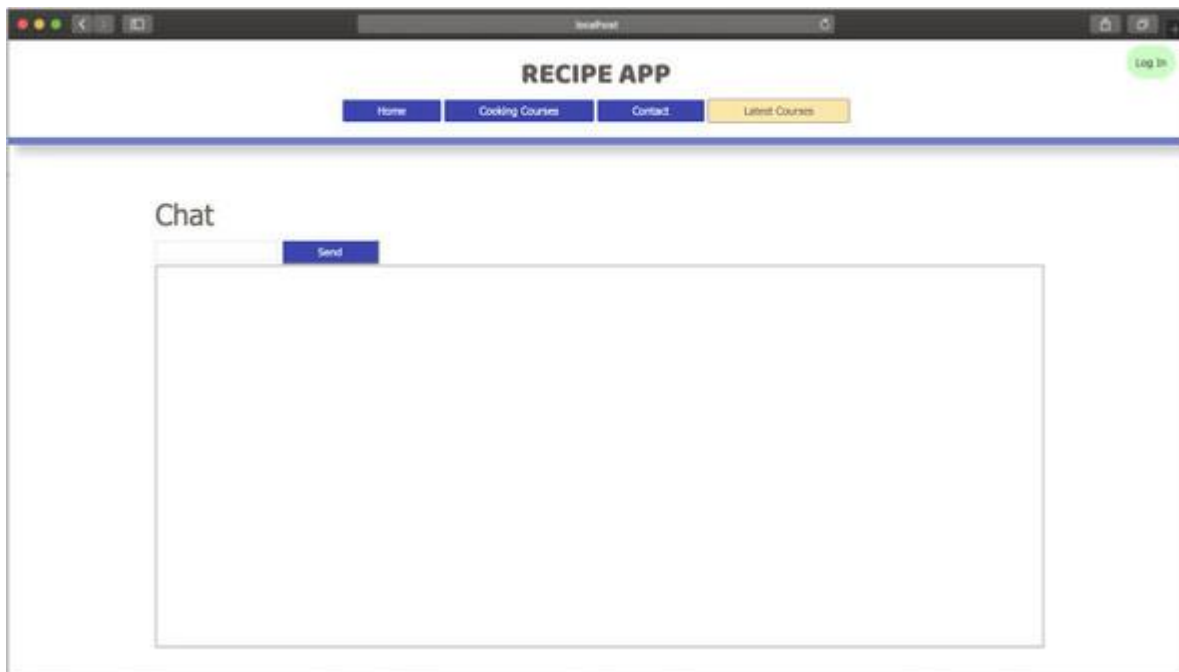 localhost
Log In
RECIPE APP
Home Cooking Courses Contact Latest Courses
Chat
Send